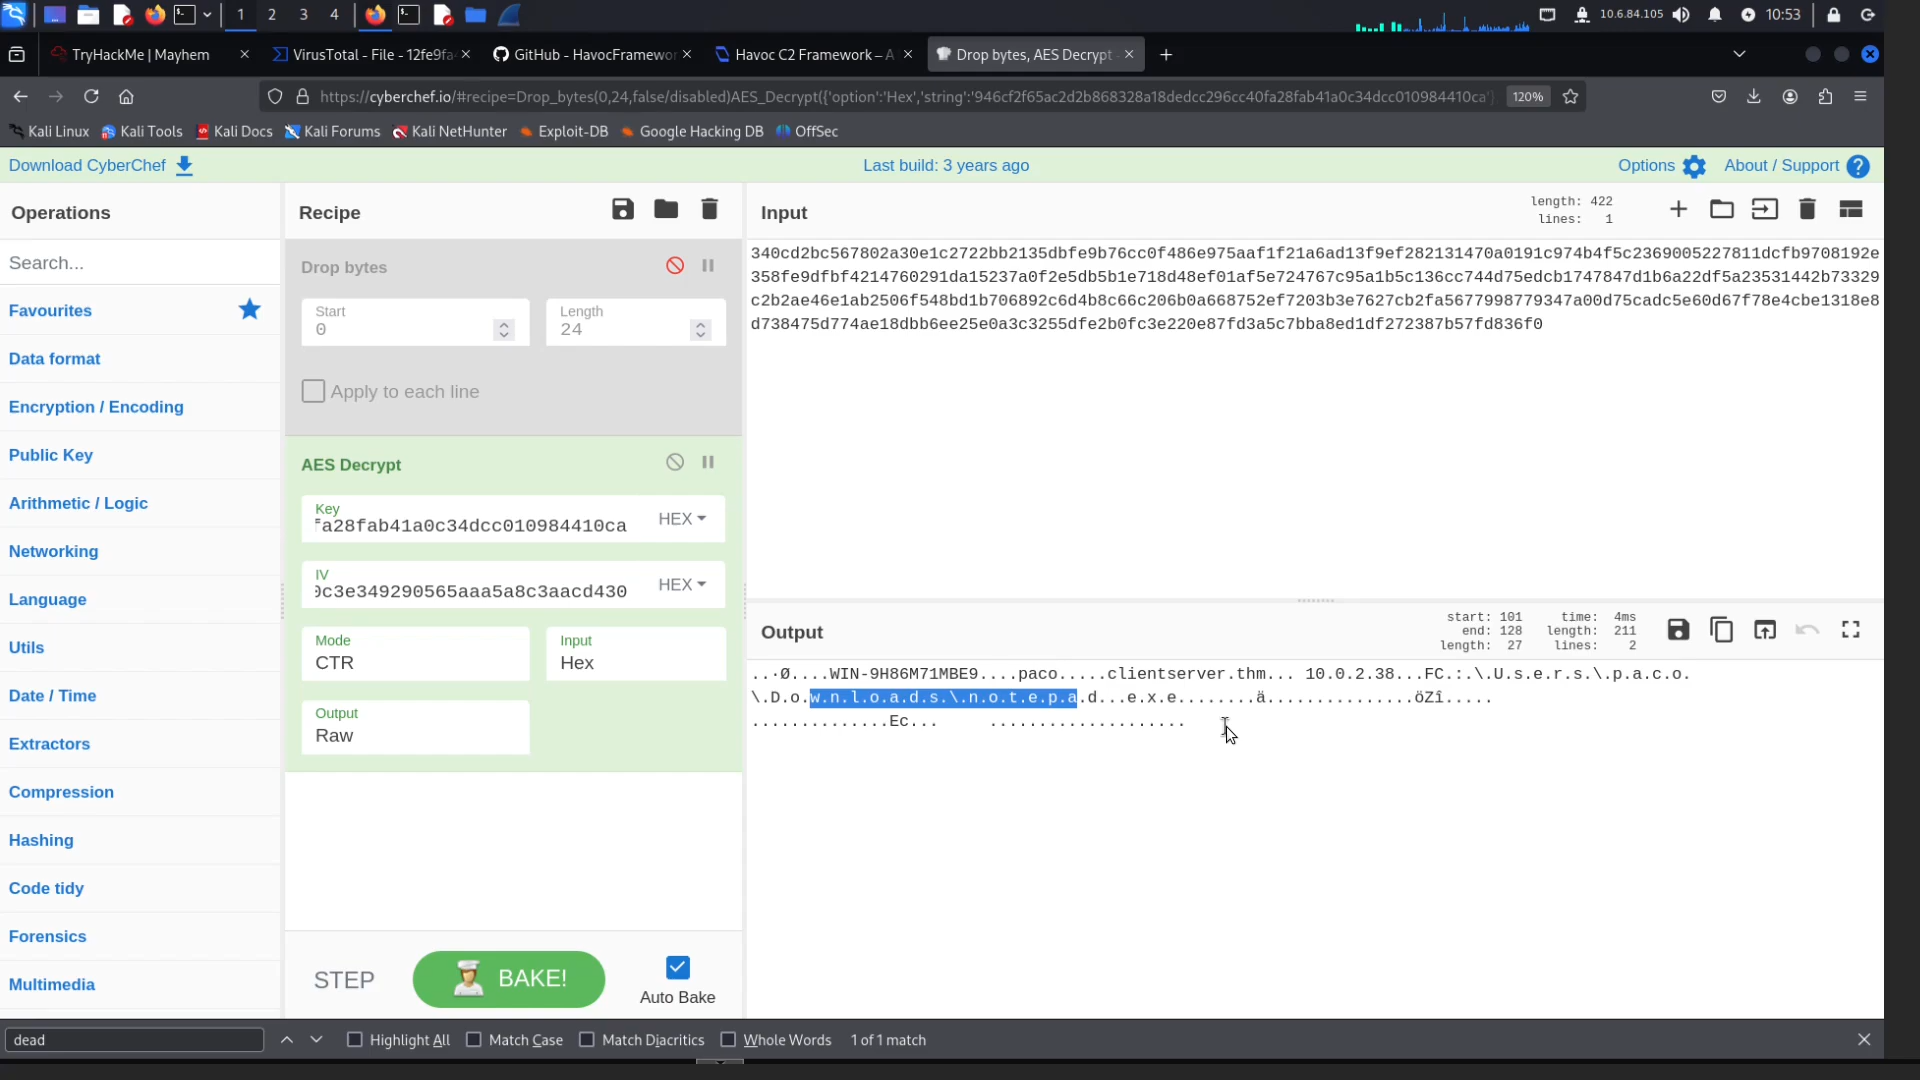 1 2 3 4 10.6.84.105 10:53
TryHackMe | Mayhem
VirusTotal - File - 12fe9fa
GitHub - HavocFramewor
Havoc C2 Framework – A
Drop bytes, AES Decrypt
https://cyberchef.io/#recipe=Drop_bytes(0,24,false/disabled)AES_Decrypt({'option':'Hex','string':'946cf2f65ac2d2b868328a18dedcc296cc40fa28fab41a0c34dcc010984410ca'} 120%
Kali Linux Kali Tools Kali Docs Kali Forums Kali NetHunter Exploit-DB Google Hacking DB OffSec
Download CyberChef Last build: 3 years ago Options About / Support
Operations
Search...
Favourites
Data format
Encryption / Encoding
Public Key
Arithmetic / Logic
Networking
Language
Utils
Date / Time
Extractors
Compression
Hashing
Code tidy
Forensics
Multimedia
Recipe
Drop bytes
Start
0
Length
24
Apply to each line
AES Decrypt
Key
fa28fab41a0c34dcc010984410ca HEX
IV
0c3e349290565aaa5a8c3aacd430 HEX
Mode
CTR
Input
Hex
Output
Raw
STEP BAKE! Auto Bake
Input
length: 422
lines: 1
340cd2bc567802a30e1c2722bb2135dbfe9b76cc0f486e975aaf1f21a6ad13f9ef282131470a0191c974b4f5c2369005227811dcfb9708192e
358fe9dfbf4214760291da15237a0f2e5db5b1e718d48ef01af5e724767c95a1b5c136cc744d75edcb1747847d1b6a22df5a23531442b73329
c2b2ae46e1ab2506f548bd1b706892c6d4b8c66c206b0a668752ef7203b3e7627cb2fa5677998779347a00d75cadc5e60d67f78e4cbe1318e8
d738475d774ae18dbb6ee25e0a3c3255dfe2b0fc3e220e87fd3a5c7bba8ed1df272387b57fd836f0
Output
start: 101 time: 4ms
end: 128 length: 211
length: 27 lines: 2
..·Ø....WIN-9H86M71MBE9....paco.....clientserver.thm... 10.0.2.38...FC.:.\.U.s.e.r.s.\.p.a.c.o.
\.D.o.w.n.l.o.a.d.s.\.n.o.t.e.p.a.d...e.x.e........ä...............öZî.....
..............Ec... ....................
dead Highlight All Match Case Match Diacritics Whole Words 1 of 1 match